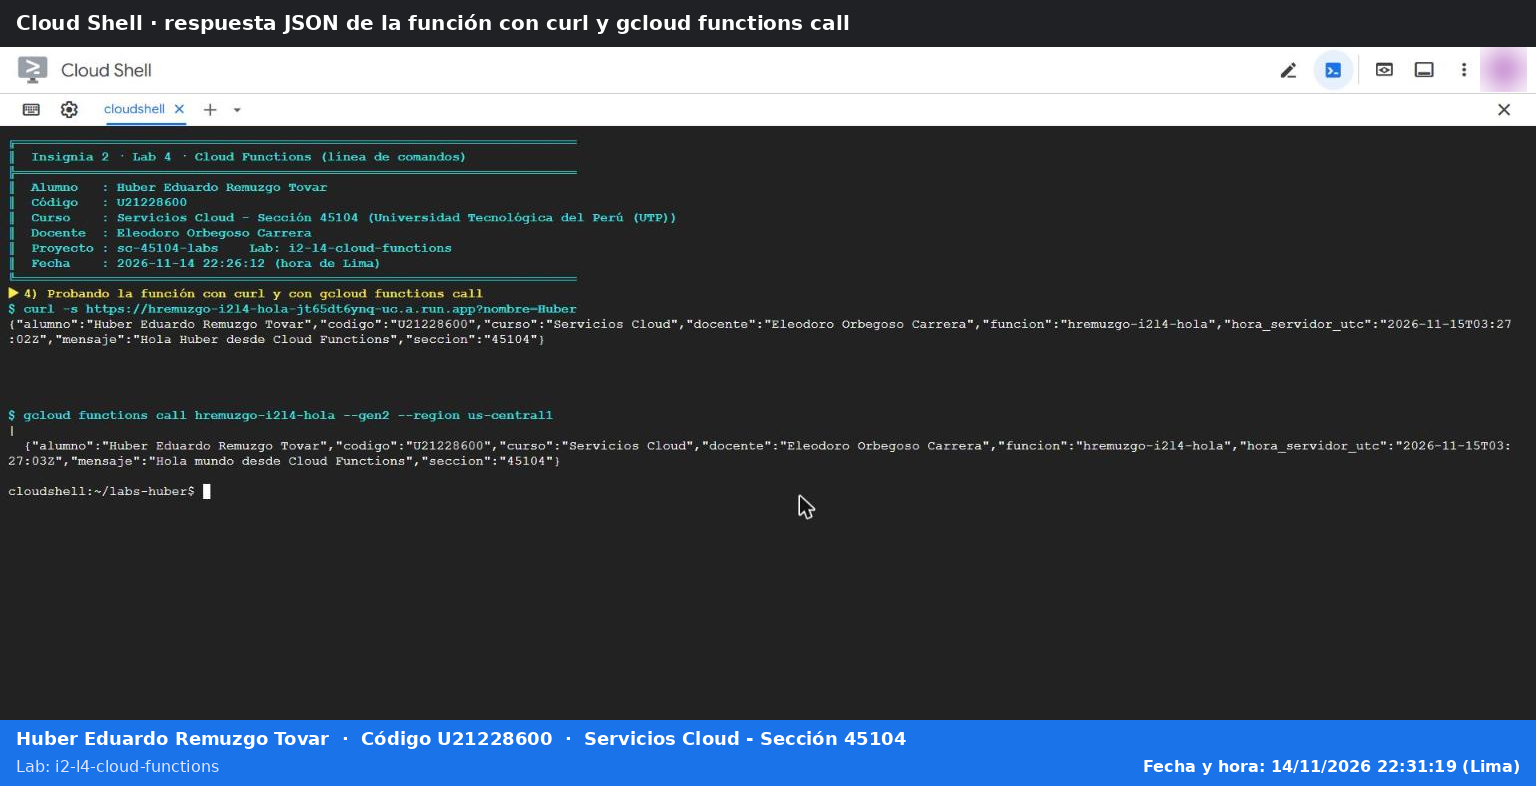 Cloud Shell · respuesta JSON de la función con curl y gcloud functions call
Cloud Shell
cloudshell
Insignia 2 · Lab 4 · Cloud Functions (línea de comandos)
Alumno : Huber Eduardo Remuzgo Tovar
Código : U21228600
Curso : Servicios Cloud - Sección 45104 (Universidad Tecnológica del Perú (UTP))
Docente : Eleodoro Orbegoso Carrera
Proyecto : sc-45104-labs Lab: i2-l4-cloud-functions
Fecha : 2026-11-14 22:26:12 (hora de Lima)
▶ 4) Probando la función con curl y con gcloud functions call
$ curl -s https://hremuzgo-i2l4-hola-jt65dt6ynq-uc.a.run.app?nombre=Huber
{"alumno":"Huber Eduardo Remuzgo Tovar","codigo":"U21228600","curso":"Servicios Cloud","docente":"Eleodoro Orbegoso Carrera","funcion":"hremuzgo-i2l4-hola","hora_servidor_utc":"2026-11-15T03:27
:02Z","mensaje":"Hola Huber desde Cloud Functions","seccion":"45104"}
$ gcloud functions call hremuzgo-i2l4-hola --gen2 --region us-central1
|
{"alumno":"Huber Eduardo Remuzgo Tovar","codigo":"U21228600","curso":"Servicios Cloud","docente":"Eleodoro Orbegoso Carrera","funcion":"hremuzgo-i2l4-hola","hora_servidor_utc":"2026-11-15T03:
27:03Z","mensaje":"Hola mundo desde Cloud Functions","seccion":"45104"}
cloudshell:~/labs-huber$
Huber Eduardo Remuzgo Tovar · Código U21228600 · Servicios Cloud - Sección 45104
Lab: i2-l4-cloud-functions
Fecha y hora: 14/11/2026 22:31:19 (Lima)